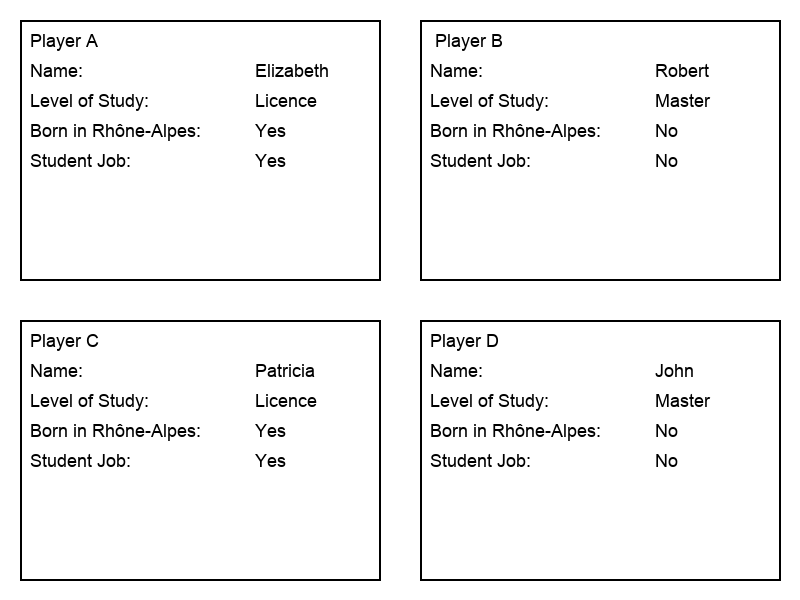 Player A
Name: Elizabeth
Level of Study: Licence
Born in Rhône-Alpes: Yes
Student Job: Yes
Player B
Name: Robert
Level of Study: Master
Born in Rhône-Alpes: No
Student Job: No
Player C
Name: Patricia
Level of Study: Licence
Born in Rhône-Alpes: Yes
Student Job: Yes
Player D
Name: John
Level of Study: Master
Born in Rhône-Alpes: No
Student Job: No